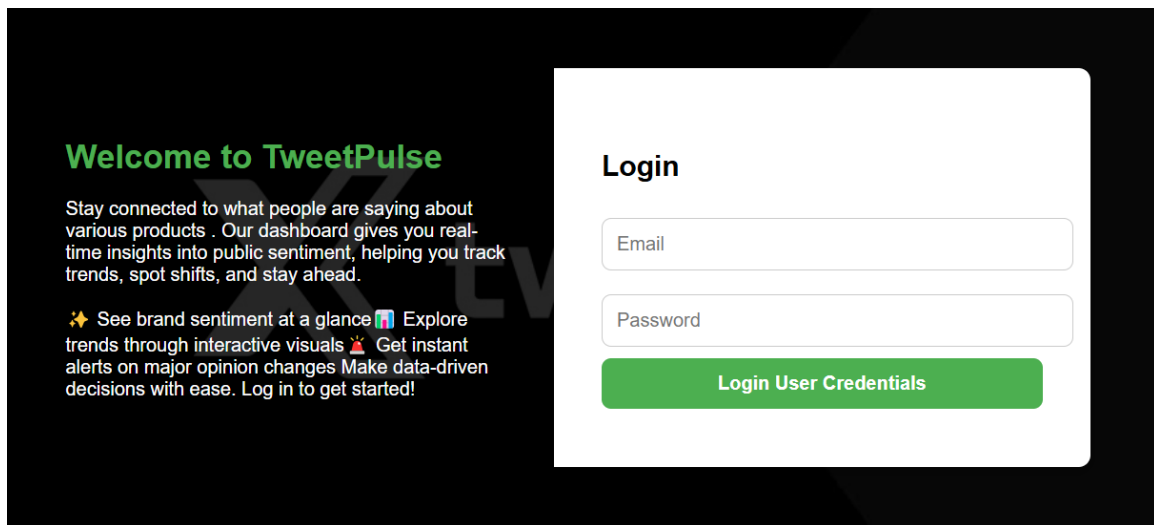 Welcome to TweetPulse
Stay connected to what people are saying about
various products . Our dashboard gives you real-
time insights into public sentiment, helping you track
trends, spot shifts, and stay ahead.
✨ See brand sentiment at a glance📊 Explore
trends through interactive visuals 🚨 Get instant
alerts on major opinion changes Make data-driven
decisions with ease. Log in to get started!
tw
Login
Email
Password
Login User Credentials